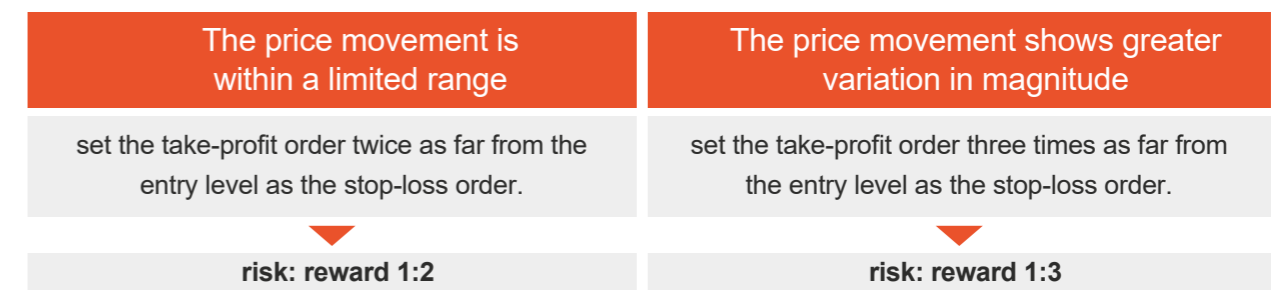 The price movement is
within a limited range
set the take-profit order twice as far from the
entry level as the stop-loss order.
risk: reward 1:2
The price movement shows greater
variation in magnitude
set the take-profit order three times as far from
the entry level as the stop-loss order.
risk: reward 1:3